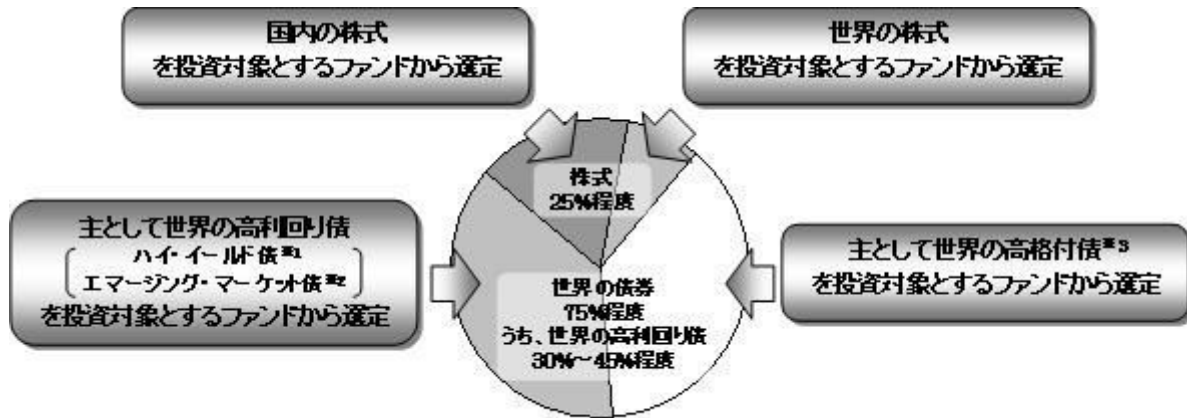 国内の株式
を投資対象とするファンドから選定
世界の株式
を投資対象とするファンドから選定
株式
25%程度
主として世界の高利回り債
ハイ・イールド債※1
エマージング・マーケット債※2
を投資対象とするファンドから選定
世界の債券
75%程度
うち、世界の高利回り債
30%～45%程度
主として世界の高格付債※3
を投資対象とするファンドから選定